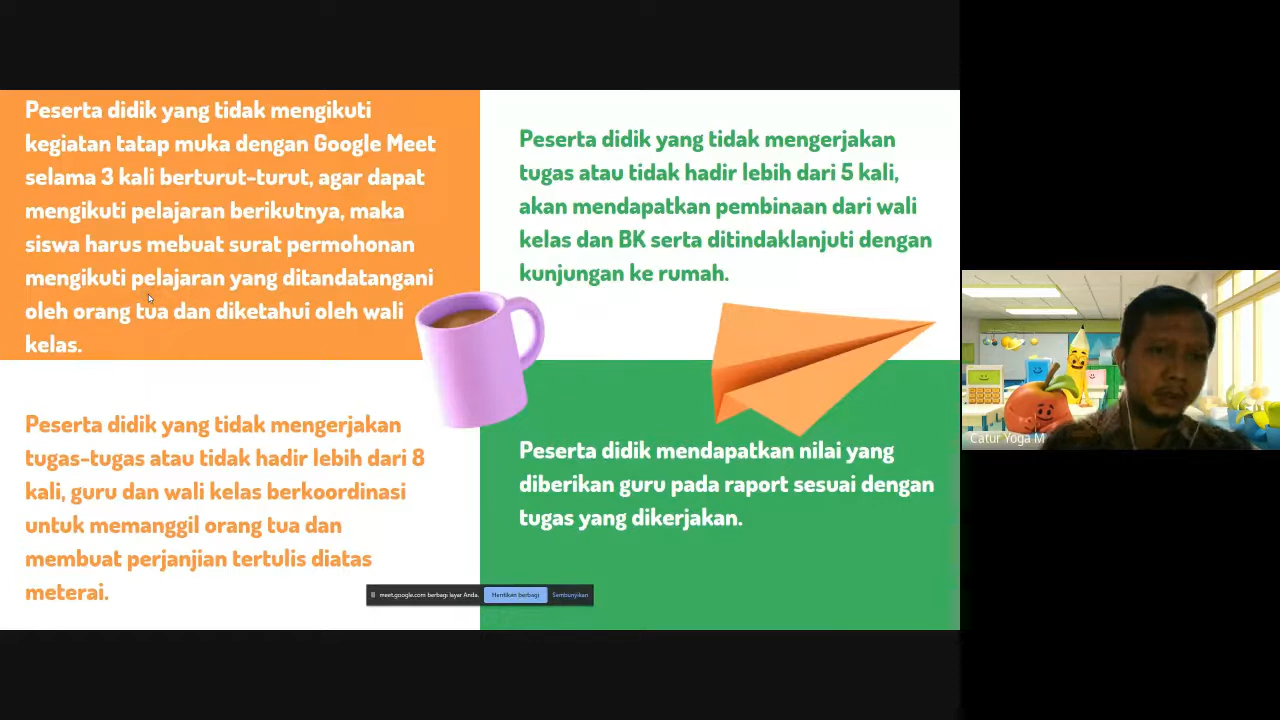 Peserta didik yang tidak mengikuti
kegiatan tatap muka dengan Google Meet
selama 3 kali berturut-turut, agar dapat
mengikuti pelajaran berikutnya, maka
siswa harus mebuat surat permohonan
mengikuti pelajaran yang ditandatangani
oleh orang tua dan diketahui oleh wali
kelas.
Peserta didik yang tidak mengerjakan
tugas atau tidak hadir lebih dari 5 kali,
akan mendapatkan pembinaan dari wali
kelas dan BK serta ditindaklanjuti dengan
kunjungan ke rumah.
Peserta didik yang tidak mengerjakan
tugas-tugas atau tidak hadir lebih dari 8
kali, guru dan wali kelas berkoordinasi
untuk memanggil orang tua dan
membuat perjanjian tertulis diatas
meterai.
Peserta didik mendapatkan nilai yang
diberikan guru pada raport sesuai dengan
tugas yang dikerjakan.
meet.google.com berbagi layar Anda.
Hentikan berbagi
Sembunyikan
Catur Yoga M